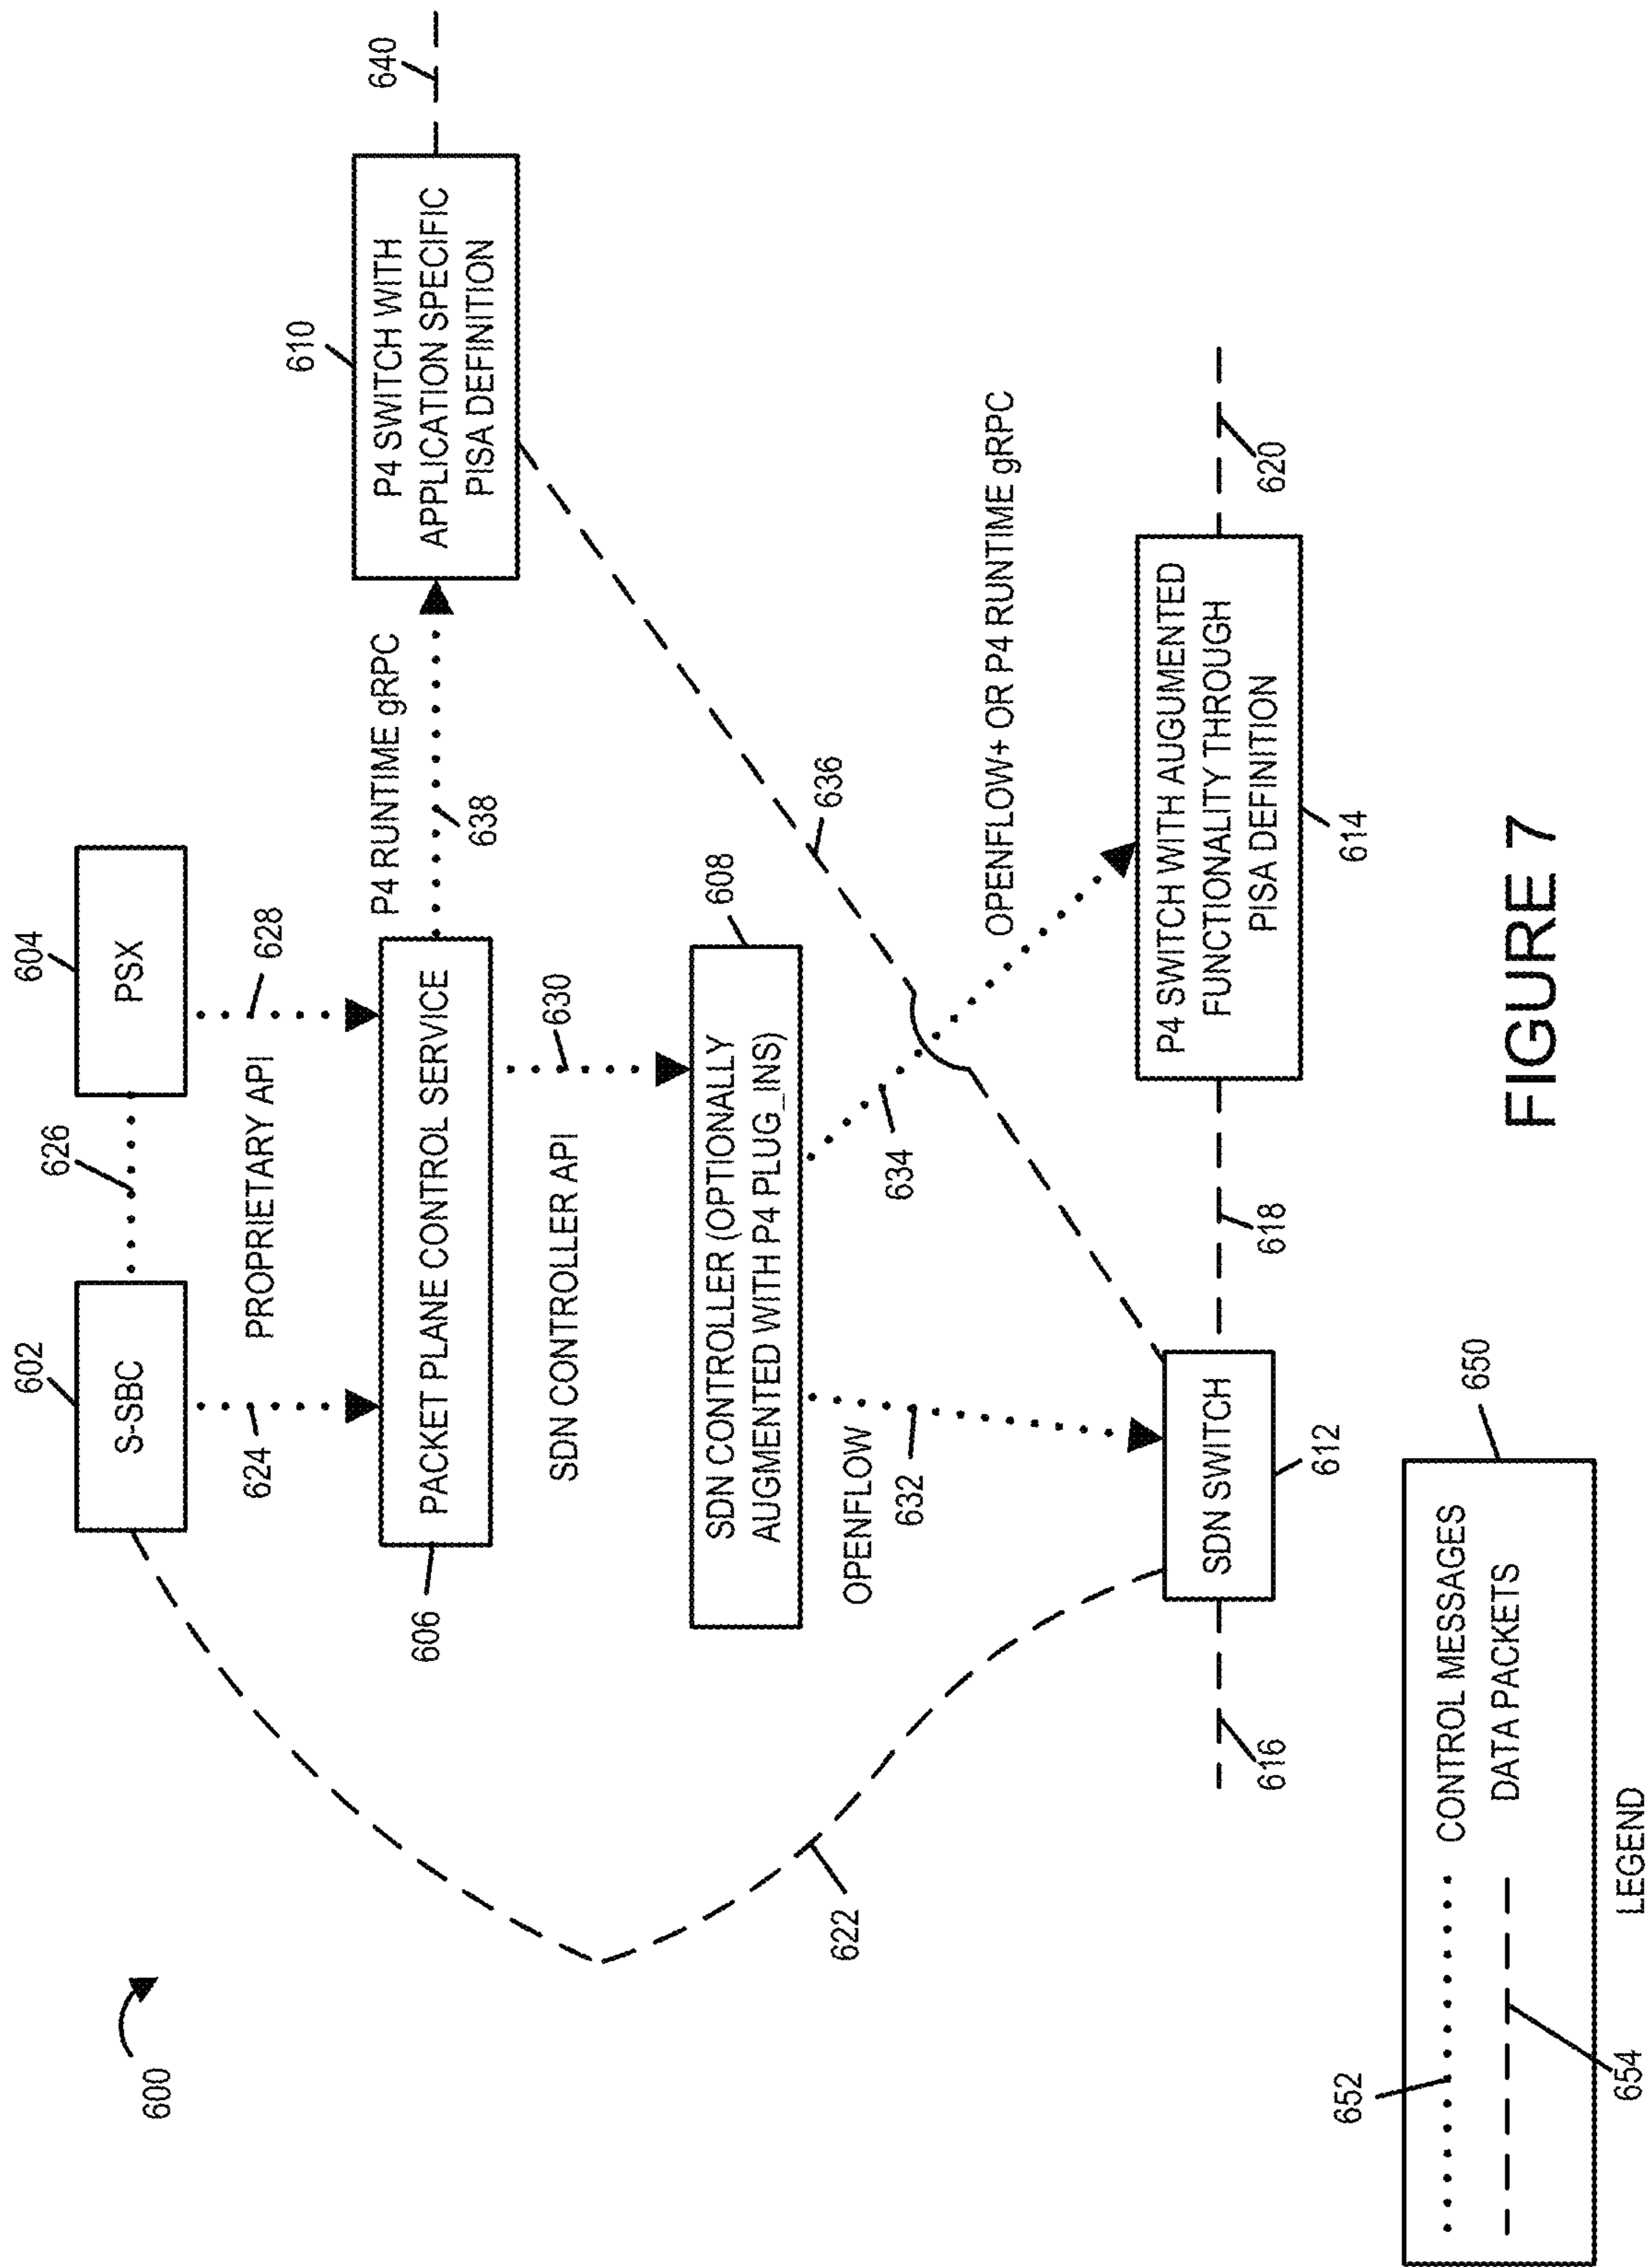 600
602
S-SBC
626
604
PSX
624
PROPRIETARY API
628
606
PACKET PLANE CONTROL SERVICE
P4 RUNTIME gRPC
638
610
P4 SWITCH WITH
APPLICATION SPECIFIC
PISA DEFINITION
640
SDN CONTROLLER API
630
608
SDN CONTROLLER (OPTIONALLY
AUGMENTED WITH P4 PLUG_INS)
622
OPENFLOW
632
634
636
OPENFLOW+ OR P4 RUNTIME gRPC
616
SDN SWITCH
612
618
P4 SWITCH WITH AUGUMENTED
FUNCTIONALITY THROUGH
PISA DEFINITION
614
620
652
CONTROL MESSAGES
DATA PACKETS
650
654
LEGEND
FIGURE 7